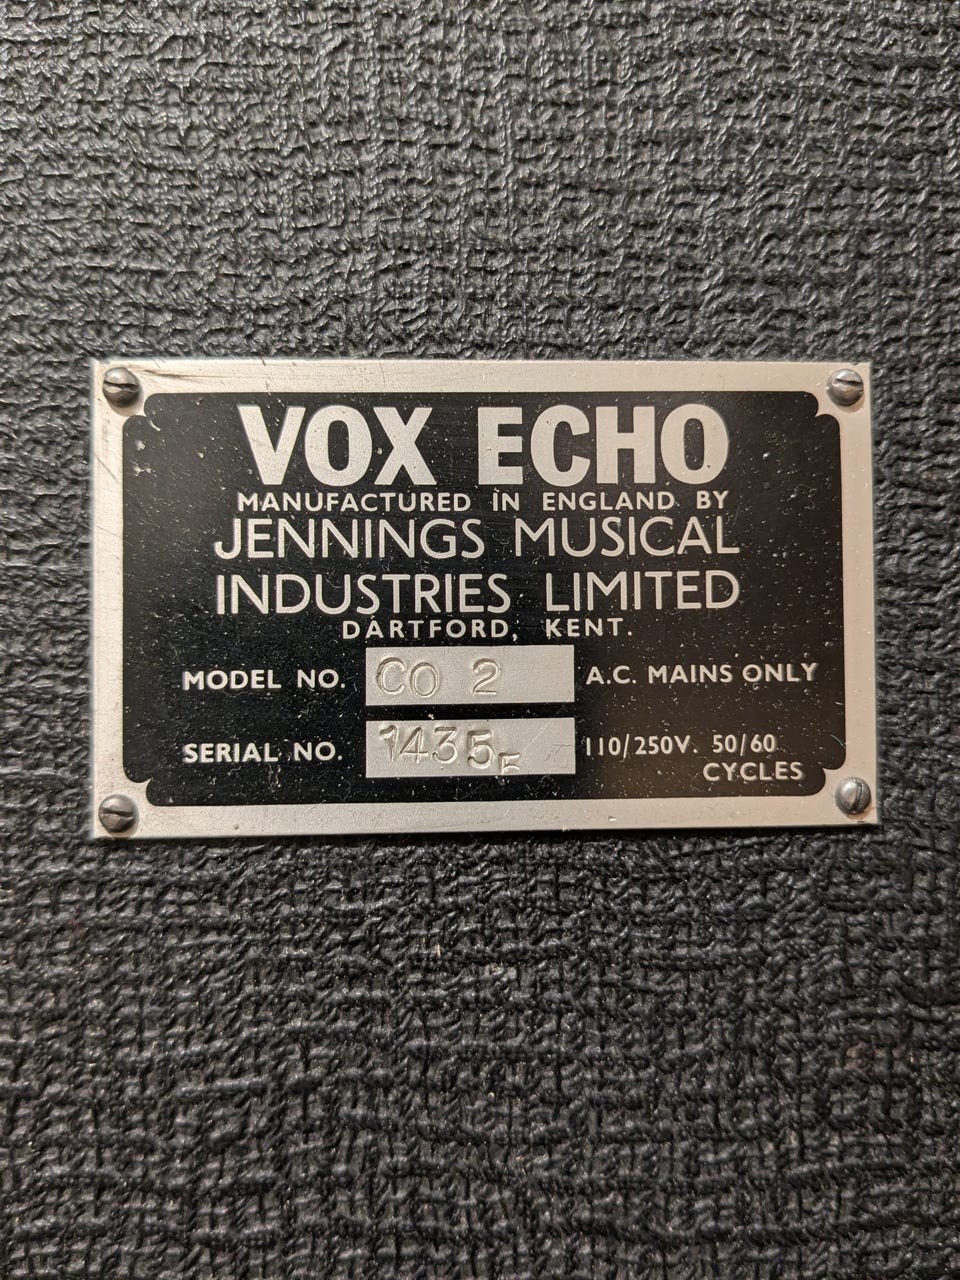 VOX ECHO
MANUFACTURED IN ENGLAND BY
JENNINGS MUSICAL
INDUSTRIES LIMITED
DARTFORD, KENT.
MODEL NO. CO 2 A.C. MAINS ONLY
SERIAL NO. 1435 110/250V. 50/60
CYCLES